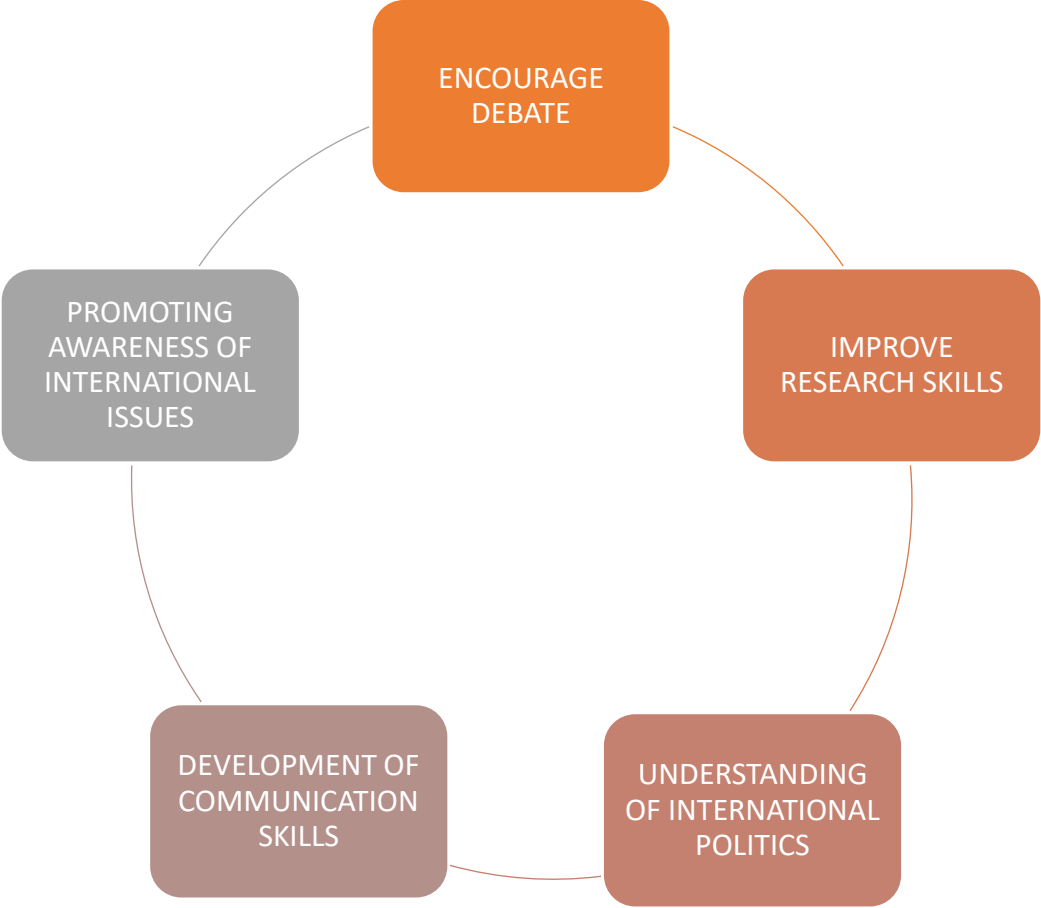 ENCOURAGE
DEBATE
IMPROVE
RESEARCH SKILLS
UNDERSTANDING
OF INTERNATIONAL
POLITICS
DEVELOPMENT OF
COMMUNICATION
SKILLS
PROMOTING
AWARENESS OF
INTERNATIONAL
ISSUES